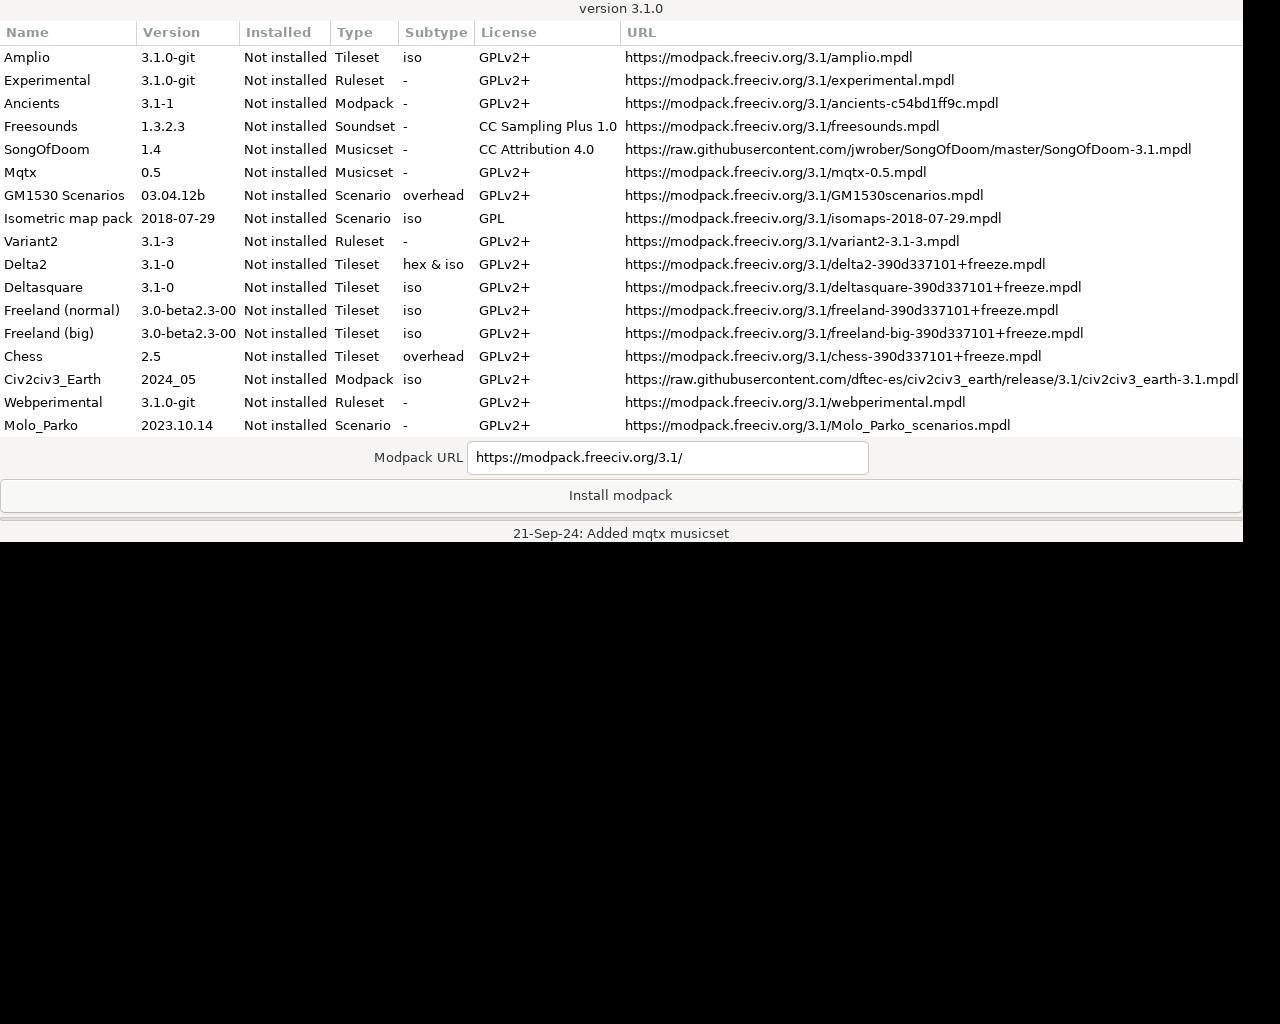 version 3.1.0
Name Version Installed Type Subtype License URL
Amplio 3.1.0-git Not installed Tileset iso GPLv2+ https://modpack.freeciv.org/3.1/amplio.mpdl
Experimental 3.1.0-git Not installed Ruleset - GPLv2+ https://modpack.freeciv.org/3.1/experimental.mpdl
Ancients 3.1-1 Not installed Modpack - GPLv2+ https://modpack.freeciv.org/3.1/ancients-c54bd1ff9c.mpdl
Freesounds 1.3.2.3 Not installed Soundset - CC Sampling Plus 1.0 https://modpack.freeciv.org/3.1/freesounds.mpdl
SongOfDoom 1.4 Not installed Musicset - CC Attribution 4.0 https://raw.githubusercontent.com/jwrober/SongOfDoom/master/SongOfDoom-3.1.mpdl
Mqtx 0.5 Not installed Musicset - GPLv2+ https://modpack.freeciv.org/3.1/mqtx-0.5.mpdl
GM1530 Scenarios 03.04.12b Not installed Scenario overhead GPLv2+ https://modpack.freeciv.org/3.1/GM1530scenarios.mpdl
Isometric map pack 2018-07-29 Not installed Scenario iso GPL https://modpack.freeciv.org/3.1/isomaps-2018-07-29.mpdl
Variant2 3.1-3 Not installed Ruleset - GPLv2+ https://modpack.freeciv.org/3.1/variant2-3.1-3.mpdl
Delta2 3.1-0 Not installed Tileset hex & iso GPLv2+ https://modpack.freeciv.org/3.1/delta2-390d337101+freeze.mpdl
Deltasquare 3.1-0 Not installed Tileset iso GPLv2+ https://modpack.freeciv.org/3.1/deltasquare-390d337101+freeze.mpdl
Freeland (normal) 3.0-beta2.3-00 Not installed Tileset iso GPLv2+ https://modpack.freeciv.org/3.1/freeland-390d337101+freeze.mpdl
Freeland (big) 3.0-beta2.3-00 Not installed Tileset iso GPLv2+ https://modpack.freeciv.org/3.1/freeland-big-390d337101+freeze.mpdl
Chess 2.5 Not installed Tileset overhead GPLv2+ https://modpack.freeciv.org/3.1/chess-390d337101+freeze.mpdl
Civ2civ3_Earth 2024_05 Not installed Modpack iso GPLv2+ https://raw.githubusercontent.com/dftec-es/civ2civ3_earth/release/3.1/civ2civ3_earth-3.1.mpdl
Webperimental 3.1.0-git Not installed Ruleset - GPLv2+ https://modpack.freeciv.org/3.1/webperimental.mpdl
Molo_Parko 2023.10.14 Not installed Scenario - GPLv2+ https://modpack.freeciv.org/3.1/Molo_Parko_scenarios.mpdl
Modpack URL https://modpack.freeciv.org/3.1/
Install modpack
21-Sep-24: Added mqtx musicset